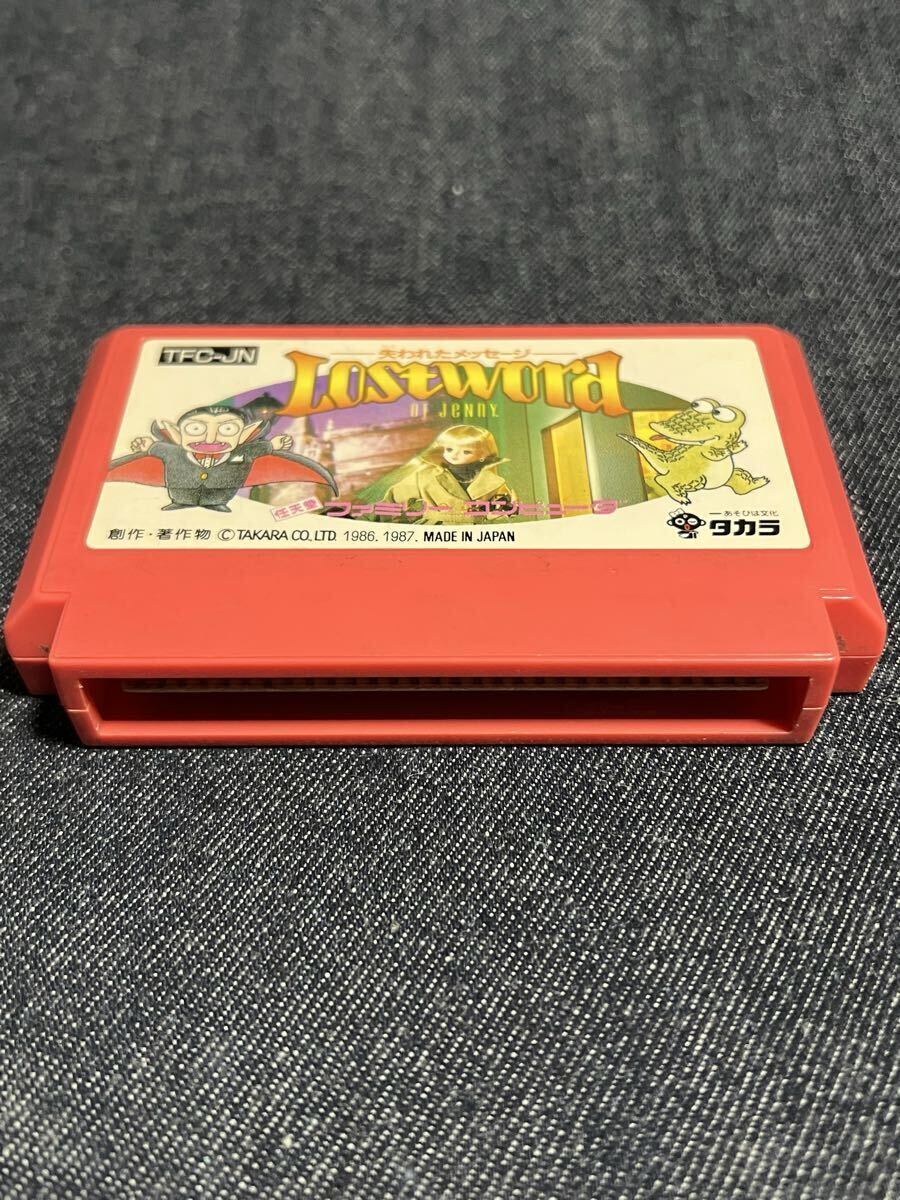 TFC-JN
失われたメッセージ
Lostword
OF JENNY
任天堂 ファミリーコンピュータ
創作・著作物 ©TAKARA CO., LTD. 1986. 1987. MADE IN JAPAN
あそびは文化
タカラ